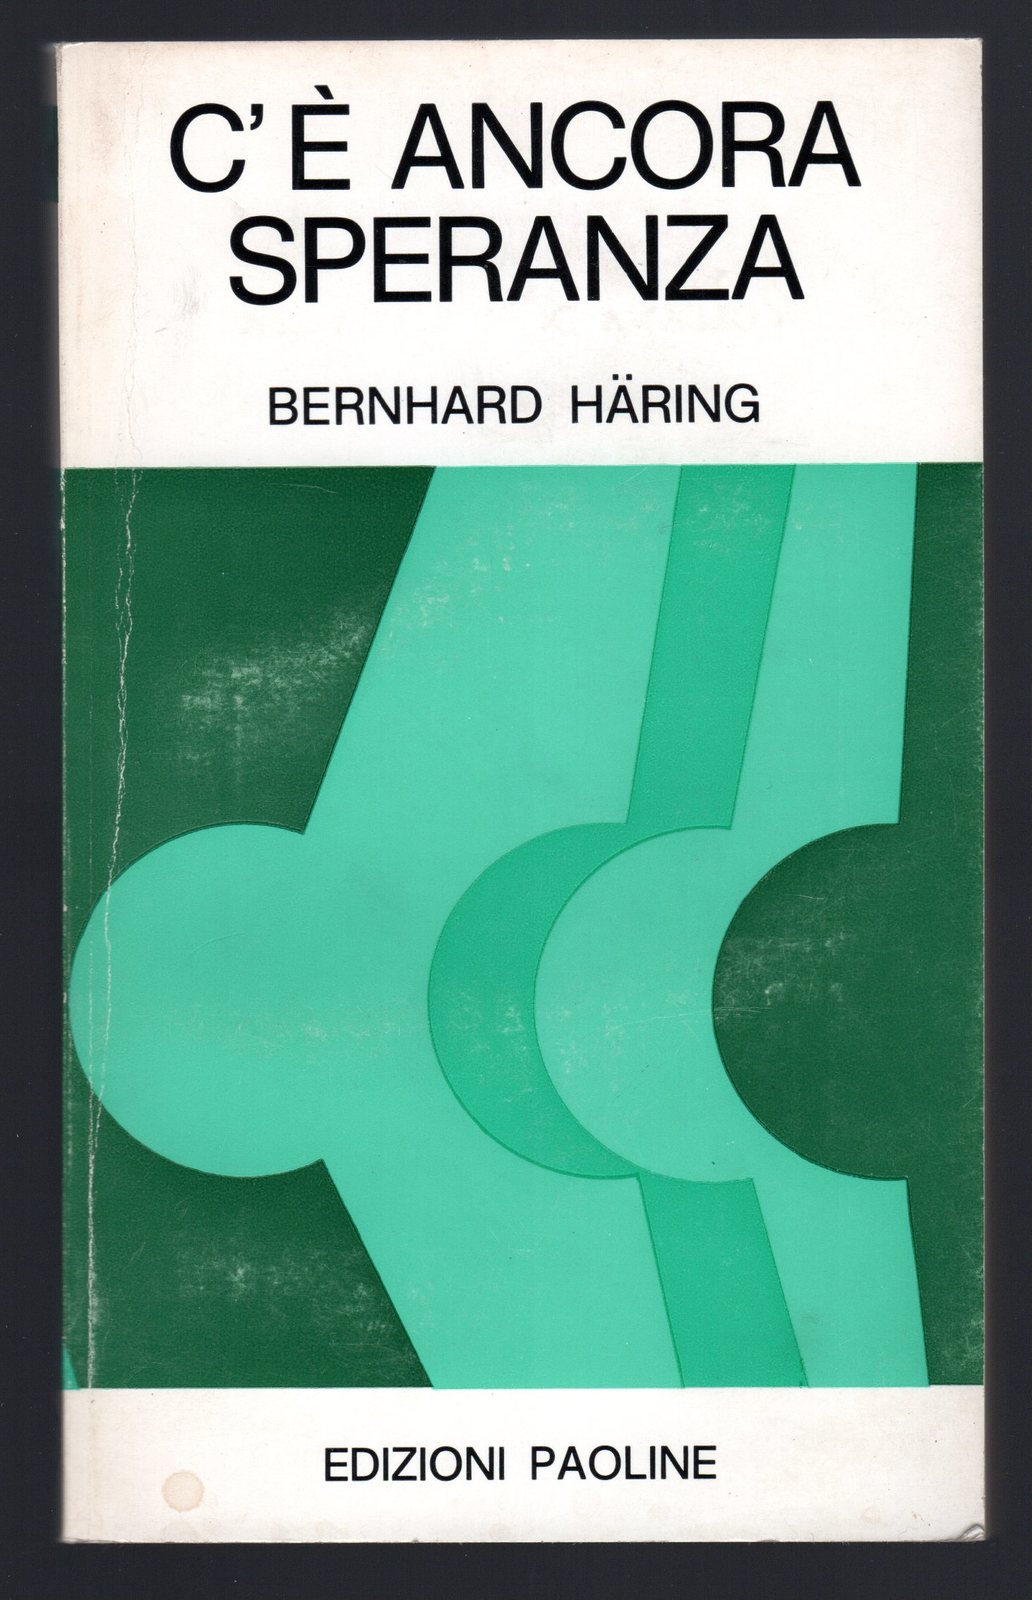 C'È ANCORA
SPERANZA
BERNHARD HÄRING
EDIZIONI PAOLINE